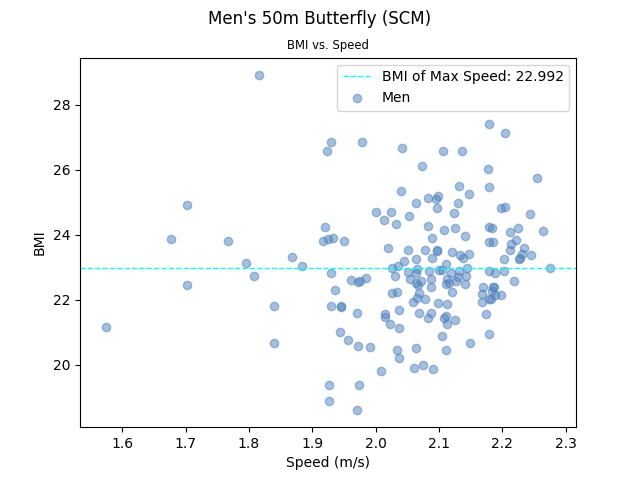 Men's 50m Butterfly (SCM)
BMI vs. Speed
BMI of Max Speed: 22.992
Men
28
26
24
22
20
BMI
1.6 1.7 1.8 1.9 2.0 2.1 2.2 2.3
Speed (m/s)